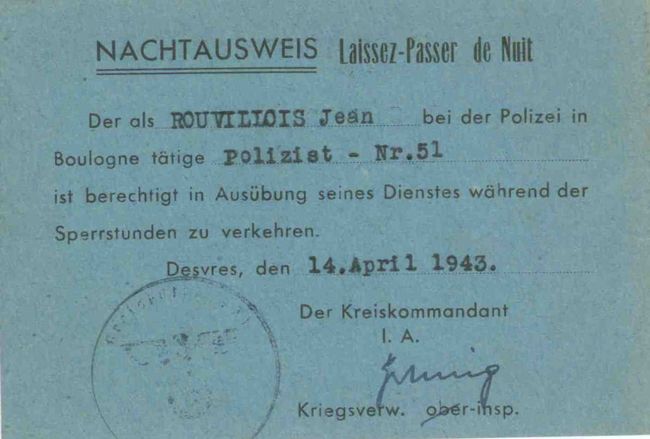 NACHTAUSWEIS Laissez-Passer de Nuit
Der als ROUVILLOIS Jean bei der Polizei in
Boulogne tätige Polizist - Nr.51
ist berechtigt in Ausübung seines Dienstes während der
Sperrstunden zu verkehren.
Desvres, den 14.April 1943.
Der Kreiskommandant
I. A.
Kriegsverw. ober-insp.